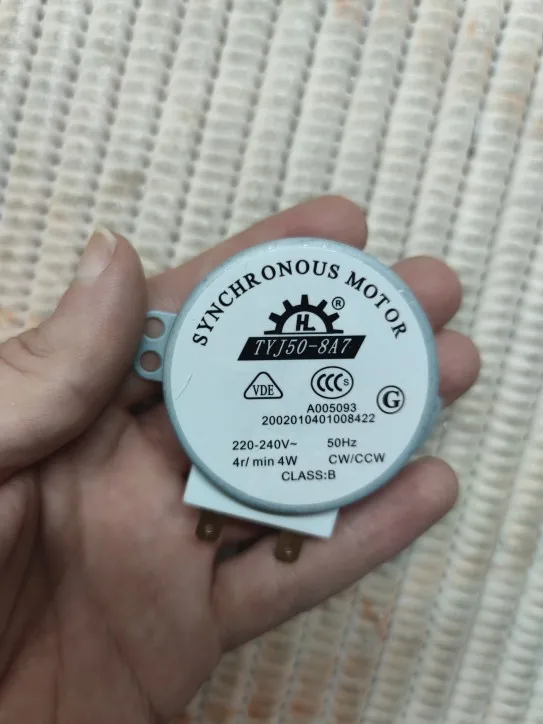 SYNCHRONOUS MOTOR
®
HL
TYJ50-8A7
VDE
CCC S
G
A005093
2002010401008422
220-240V~ 50Hz
4r/min 4W CW/CCW
CLASS:B